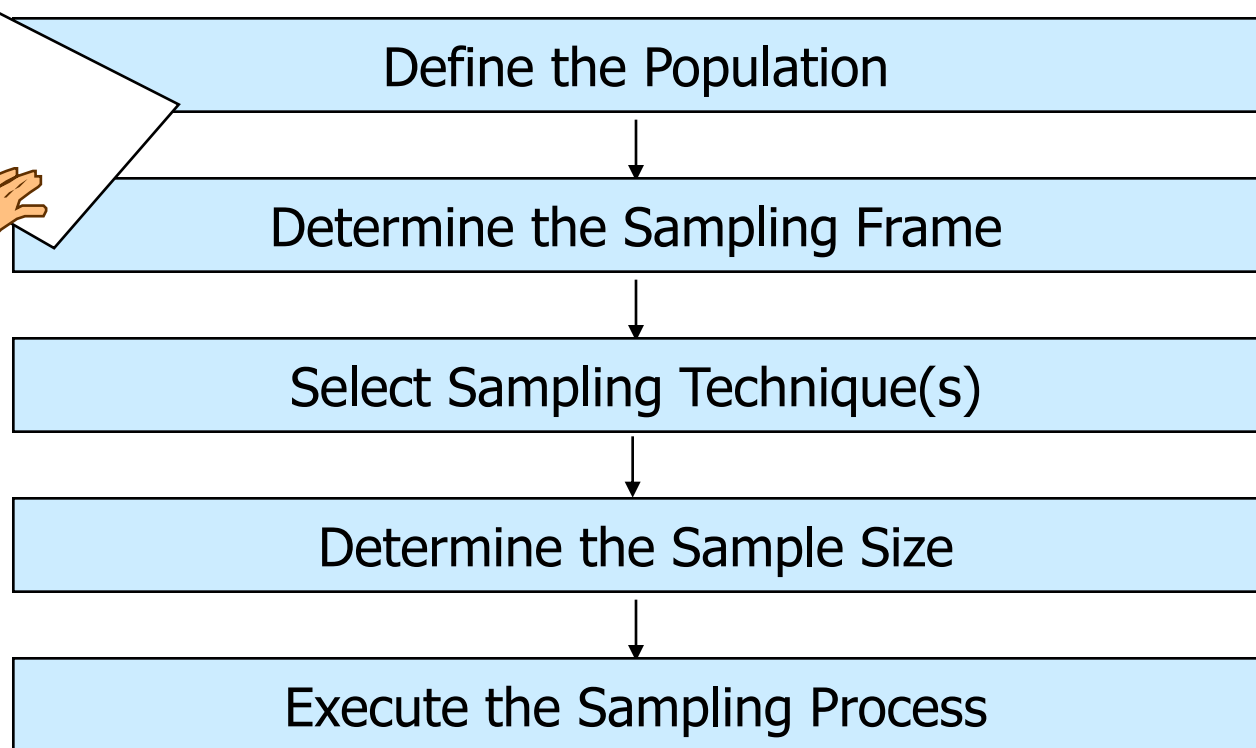 Define the Population
Determine the Sampling Frame
Select Sampling Technique(s)
Determine the Sample Size
Execute the Sampling Process